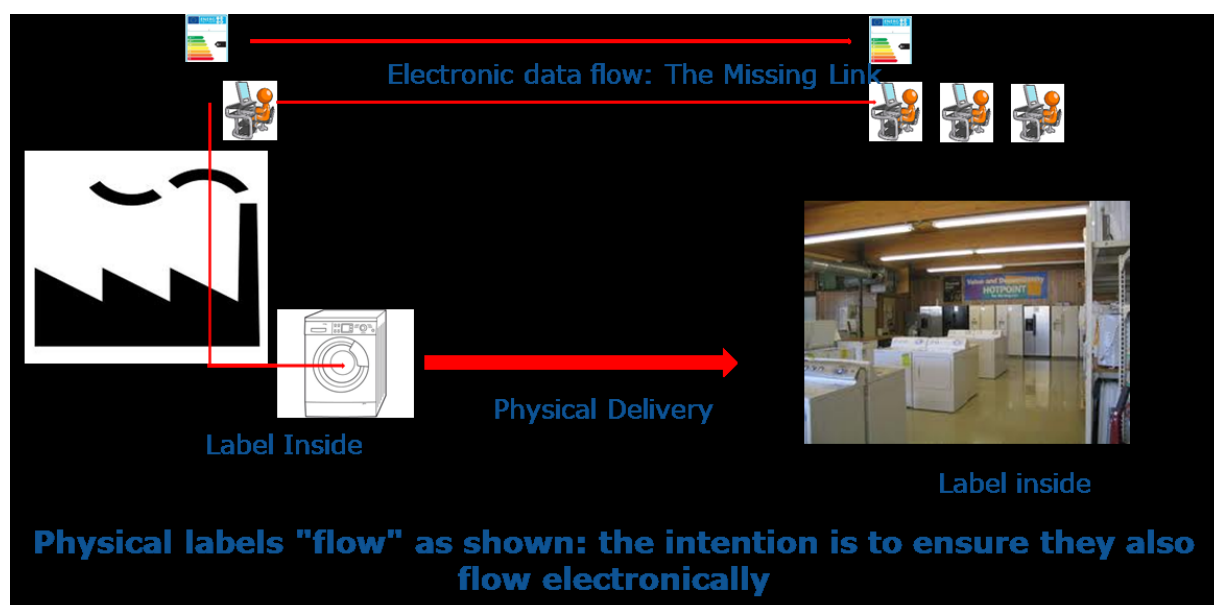 Electronic data flow: The Missing Link
HOTPOINT
Physical Delivery
Label Inside
Label inside
Physical labels "flow" as shown: the intention is to ensure they also
flow electronically